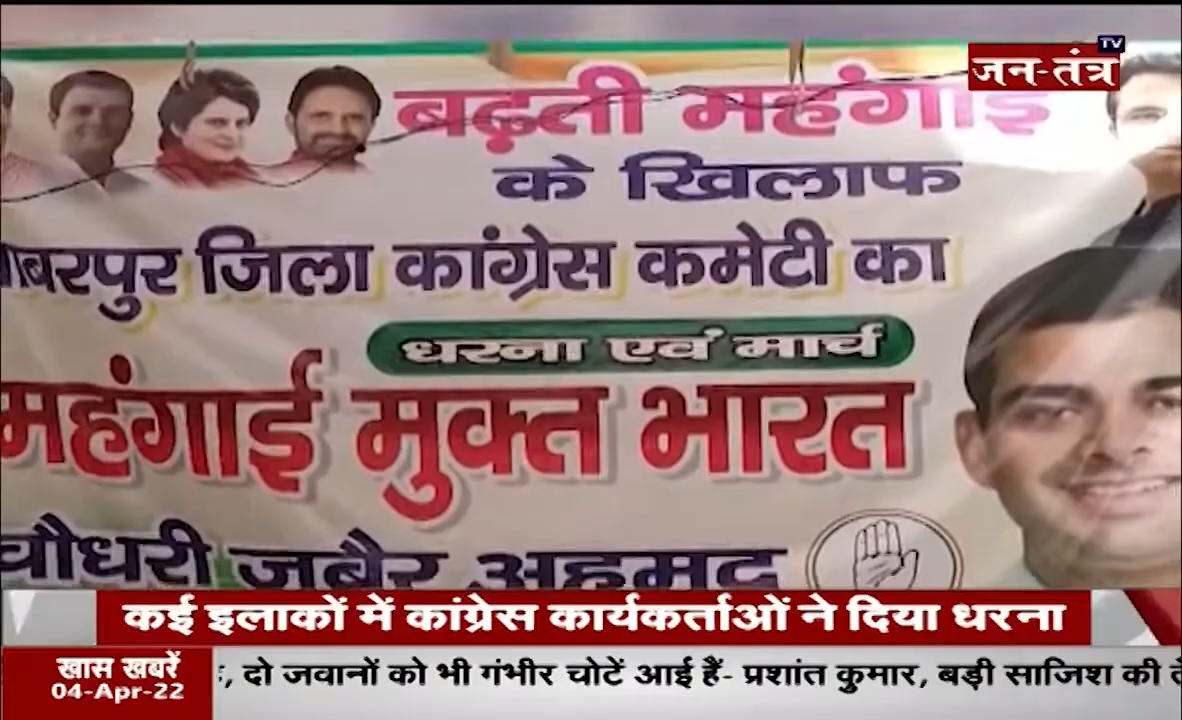 TV
जन-तंत्र
बढ़ती महंगाई
के खिलाफ
बाबरपुर जिला कांग्रेस कमेटी का
धरना एवं मार्च
महंगाई मुक्त भारत
चौधरी जुबैर अहमद
कई इलाकों में कांग्रेस कार्यकर्ताओं ने दिया धरना
खास खबरें
04-Apr-22
, दो जवानों को भी गंभीर चोटें आई हैं- प्रशांत कुमार, बड़ी साजिश की